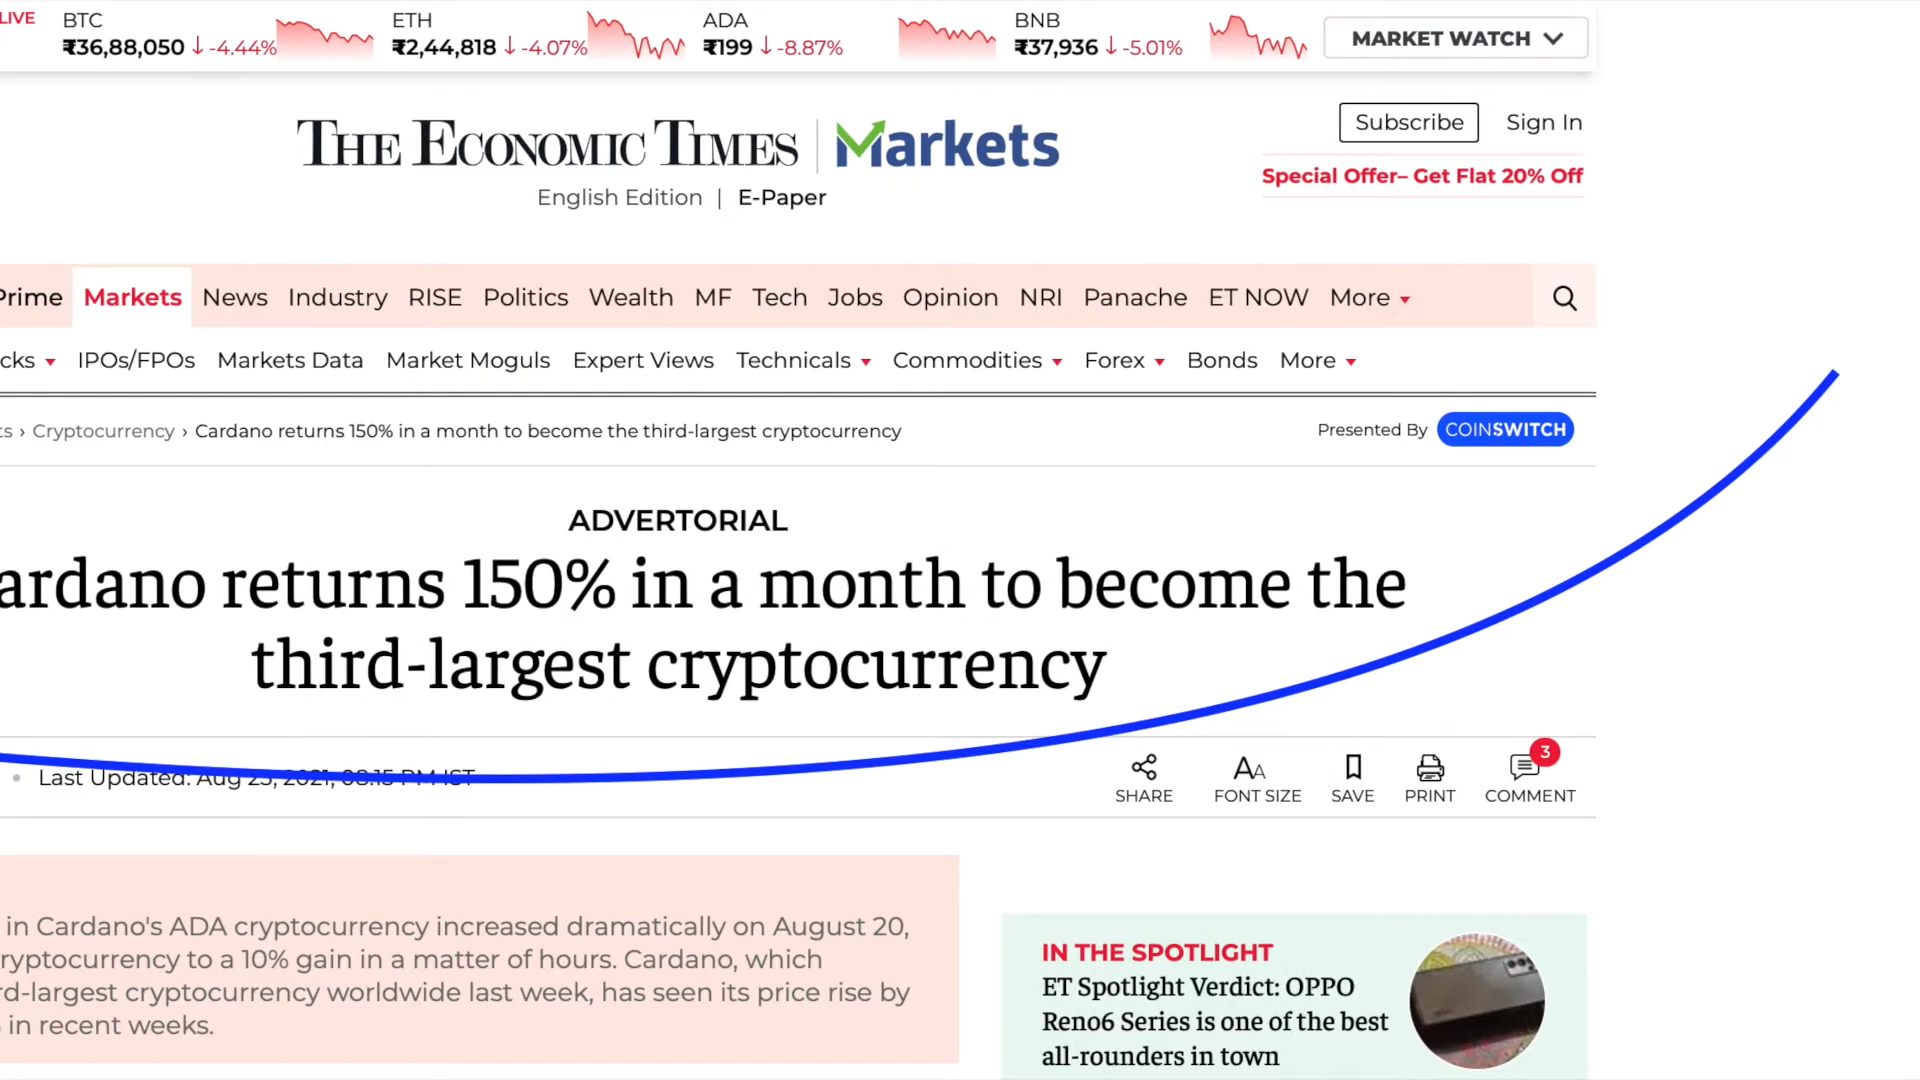 LIVE BTC ETH ADA BNB
₹36,88,050 ↓ -4.44% ₹2,44,818 ↓ -4.07% ₹199 ↓ -8.87% ₹37,936 ↓ -5.01%
MARKET WATCH
THE ECONOMIC TIMES | Markets
Subscribe Sign In
English Edition | E-Paper
Special Offer– Get Flat 20% Off
Prime Markets News Industry RISE Politics Wealth MF Tech Jobs Opinion NRI Panache ET NOW More
cks IPOs/FPOs Markets Data Market Moguls Expert Views Technicals Commodities Forex Bonds More
ts › Cryptocurrency › Cardano returns 150% in a month to become the third-largest cryptocurrency
Presented By COINSWITCH
ADVERTORIAL
ardano returns 150% in a month to become the
third-largest cryptocurrency
• Last Updated: Aug 2021, 08:15 PM IST
SHARE FONT SIZE SAVE PRINT COMMENT
3
in Cardano's ADA cryptocurrency increased dramatically on August 20,
ryptocurrency to a 10% gain in a matter of hours. Cardano, which
rd-largest cryptocurrency worldwide last week, has seen its price rise by
in recent weeks.
IN THE SPOTLIGHT
ET Spotlight Verdict: OPPO
Reno6 Series is one of the best
all-rounders in town